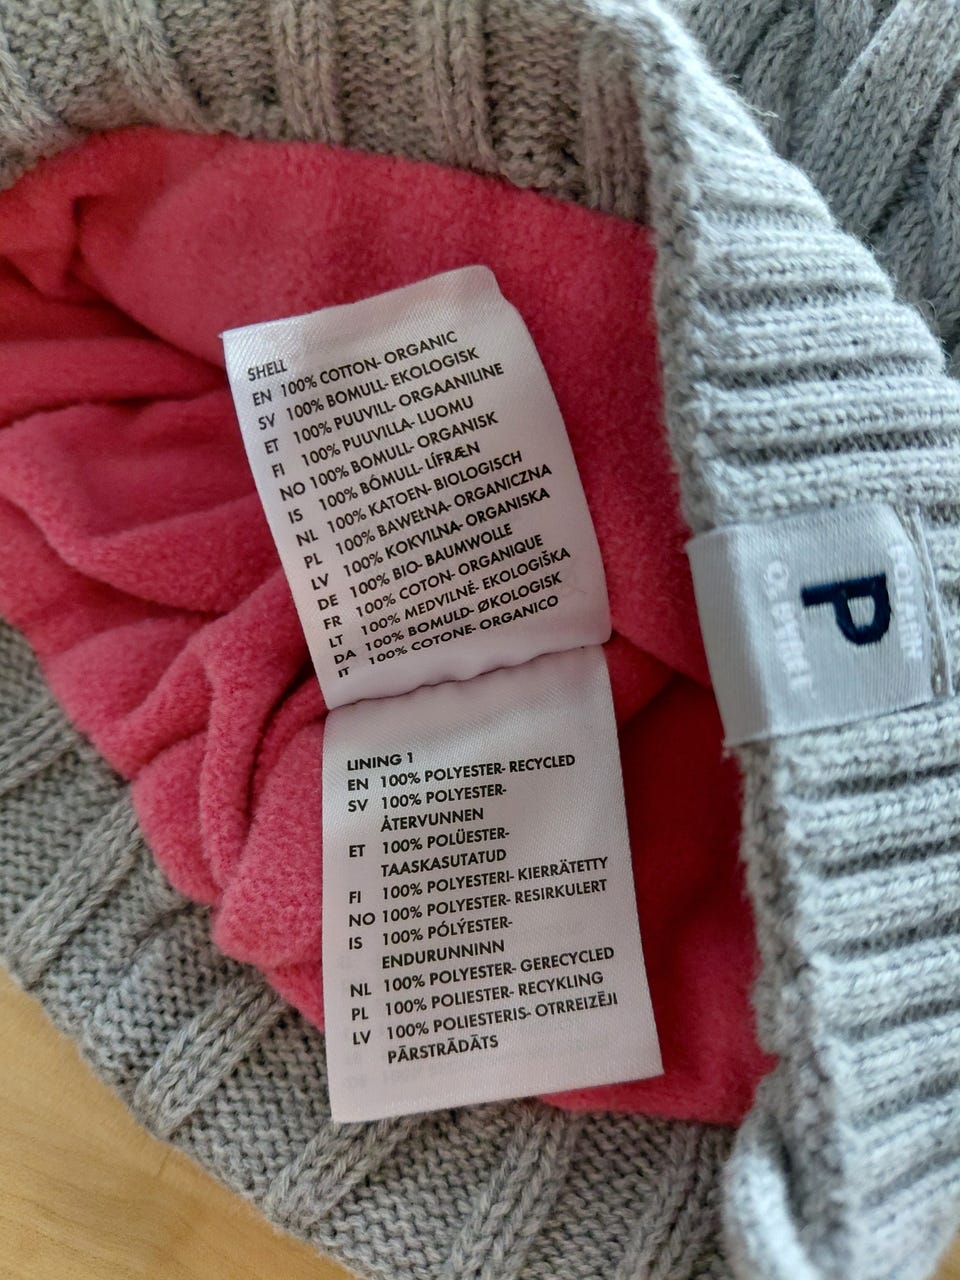 SHELL
EN 100% COTTON- ORGANIC
SV 100% BOMULL- EKOLOGISK
ET 100% PUUVILL- ORGAANILINE
FI 100% PUUVILLA- LUOMU
NO 100% BOMULL- ORGANISK
IS 100% BÓMULL- LÍFRÆN
NL 100% KATOEN- BIOLOGISCH
PL 100% BAWEŁNA- ORGANICZNA
LV 100% KOKVILNA- ORGANISKA
DE 100% BIO- BAUMWOLLE
FR 100% COTON- ORGANIQUE
LT 100% MEDVILNĖ- EKOLOGIŠKA
DA 100% BOMULD- ØKOLOGISK
IT 100% COTONE- ORGANICO
LINING 1
EN 100% POLYESTER- RECYCLED
SV 100% POLYESTER-
ÅTERVUNNEN
ET 100% POLÜESTER-
TAASKASUTATUD
FI 100% POLYESTERI- KIERRÄTETTY
NO 100% POLYESTER- RESIRKULERT
IS 100% PÓLÝESTER-
ENDURUNNINN
NL 100% POLYESTER- GERECYCLED
PL 100% POLIESTER- RECYKLING
LV 100% POLIESTERIS- OTRREIZĒJI
PĀRSTRĀDĀTS
P